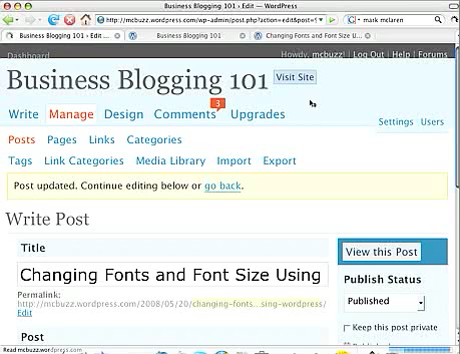 Business Blogging 101 › Edit — WordPress
http://mcbuzz.wordpress.com/wp-admin/post.php?action=edit&post=
mark mclaren
Business Blogging 101 › Edit ...
Business Blogging 101
Changing Fonts and Font Size U...
Dashboard
Howdy, mcbuzz! | Log Out | Help | Forums
Business Blogging 101 Visit Site
3
Write Manage Design Comments Upgrades
Settings Users
Posts Pages Links Categories
Tags Link Categories Media Library Import Export
Post updated. Continue editing below or go back.
Write Post
Title
View this Post
Changing Fonts and Font Size Using
Publish Status
Permalink:
http://mcbuzz.wordpress.com/2008/05/20/changing-fonts...sing-wordpress/
Published
Edit
Keep this post private
Post
Read mcbuzz.wordpress.com